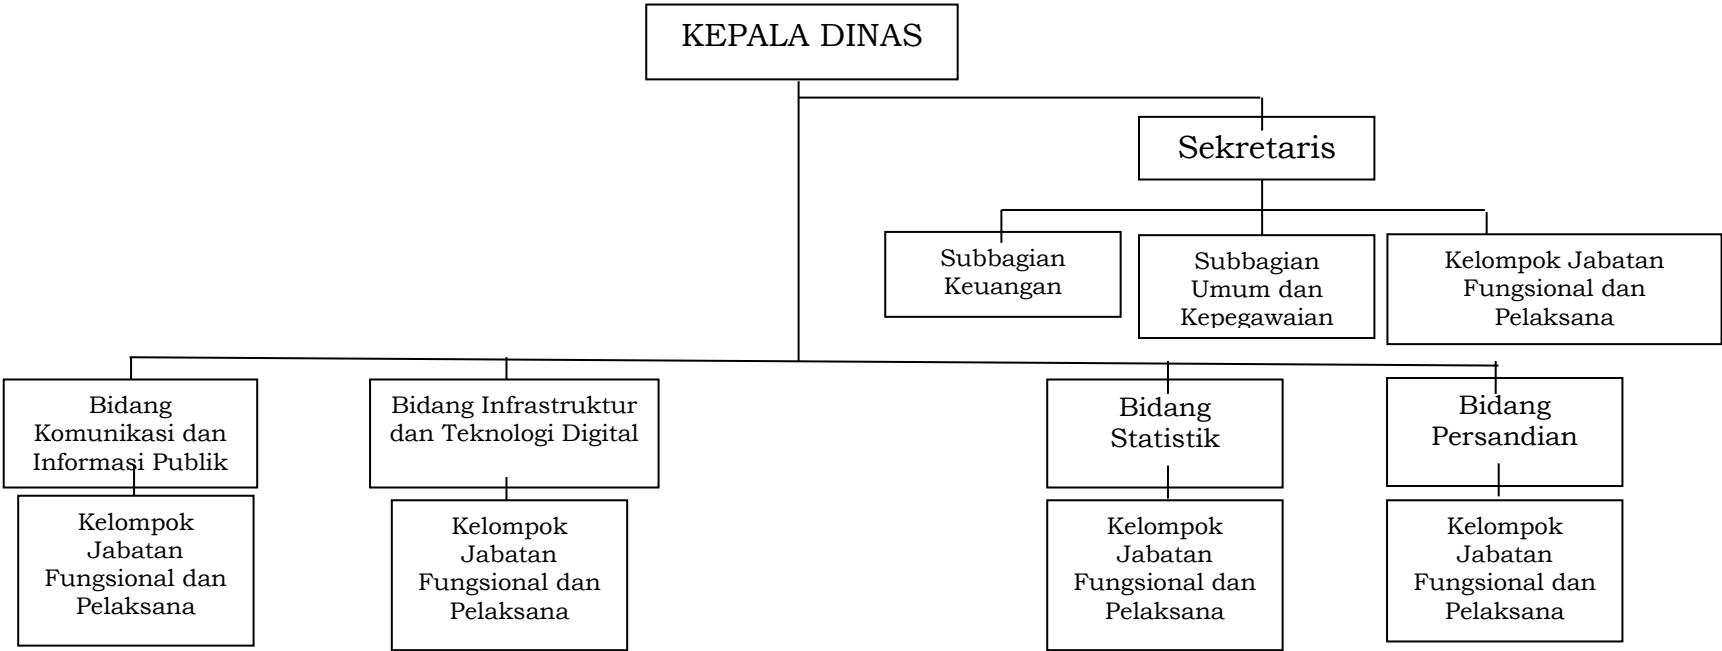 KEPALA DINAS
Sekretaris
Subbagian
Keuangan
Subbagian
Umum dan
Kepegawaian
Kelompok Jabatan
Fungsional dan
Pelaksana
Bidang
Komunikasi dan
Informasi Publik
Bidang Infrastruktur
dan Teknologi Digital
Bidang
Statistik
Bidang
Persandian
Kelompok
Jabatan
Fungsional dan
Pelaksana
Kelompok
Jabatan
Fungsional dan
Pelaksana
Kelompok
Jabatan
Fungsional dan
Pelaksana
Kelompok
Jabatan
Fungsional dan
Pelaksana